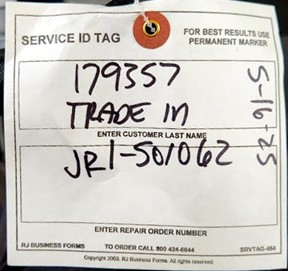 SERVICE ID TAG
FOR BEST RESULTS USE
PERMANENT MARKER
179357
TRADE IN
ENTER CUSTOMER LAST NAME
JR1-501062
5-16-25
ENTER REPAIR ORDER NUMBER
RJ BUSINESS FORMS
TO ORDER CALL 800 424-6644
SRVTAG-464
Copyright 2003, RJ Business Forms. All rights reserved.